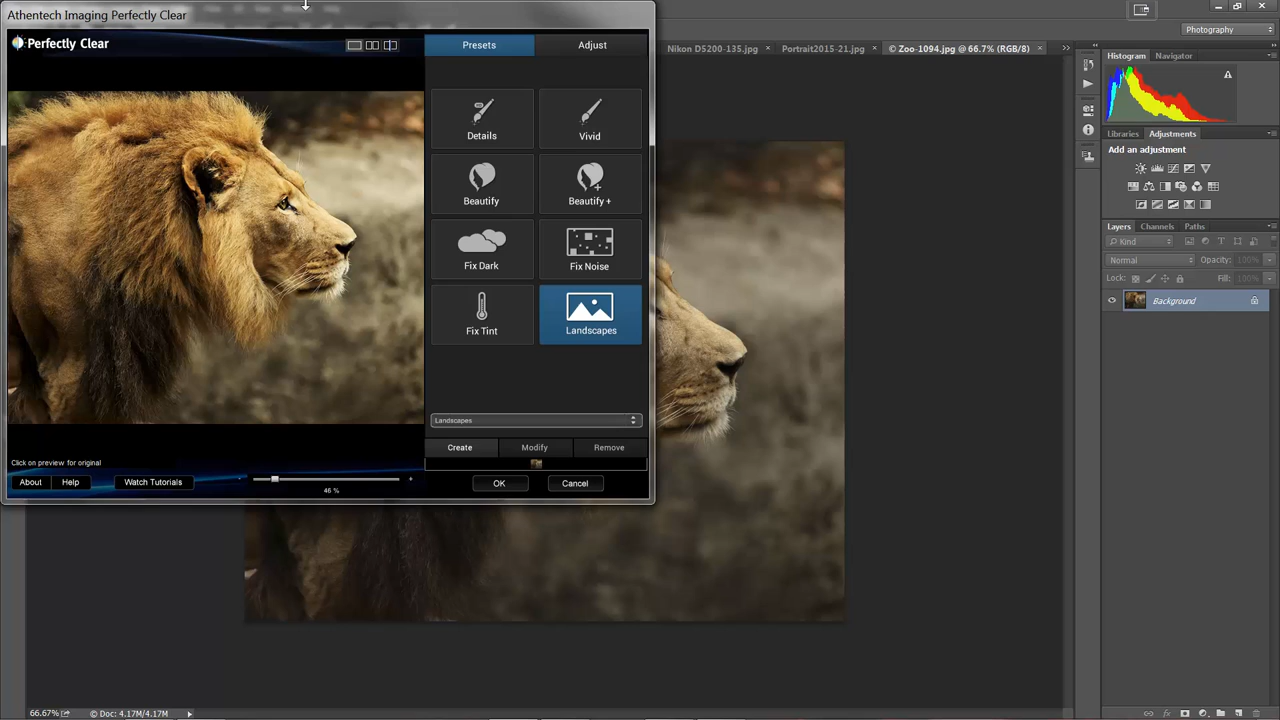 Athentech Imaging Perfectly Clear
Perfectly Clear
Presets
Adjust
Details
Vivid
Beautify
Beautify +
Fix Dark
Fix Noise
Fix Tint
Landscapes
Landscapes
Create
Modify
Remove
Click on preview for original
About
Help
Watch Tutorials
-
+
46 %
OK
Cancel
Nikon D5200-135.jpg ×
Portrait2015-21.jpg ×
© Zoo-1094.jpg @ 66.7% (RGB/8) ×
Photography
Histogram
Navigator
Libraries
Adjustments
Add an adjustment
Layers
Channels
Paths
Kind
Normal
Opacity: 100%
Lock:
Fill: 100%
Background
66.67%
© Doc: 4.17M/4.17M